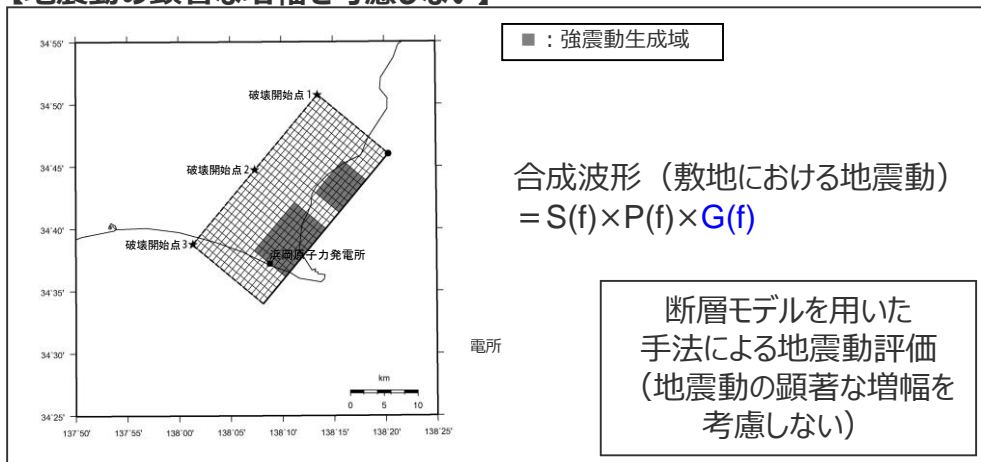 【地震動の顕著な増幅を考慮しない】
■：強震動生成域
34˚55'
34˚50'
34˚45'
34˚40'
34˚35'
34˚30'
34˚25'
破壊開始点1
破壊開始点2
破壊開始点3
浜岡原子力発電所
電所
km
0 5 10
137˚50' 137˚55' 138˚00' 138˚05' 138˚10' 138˚15' 138˚20' 138˚25'
合成波形（敷地における地震動）
＝S(f)×P(f)×G(f)
断層モデルを用いた
手法による地震動評価
（地震動の顕著な増幅を
考慮しない）